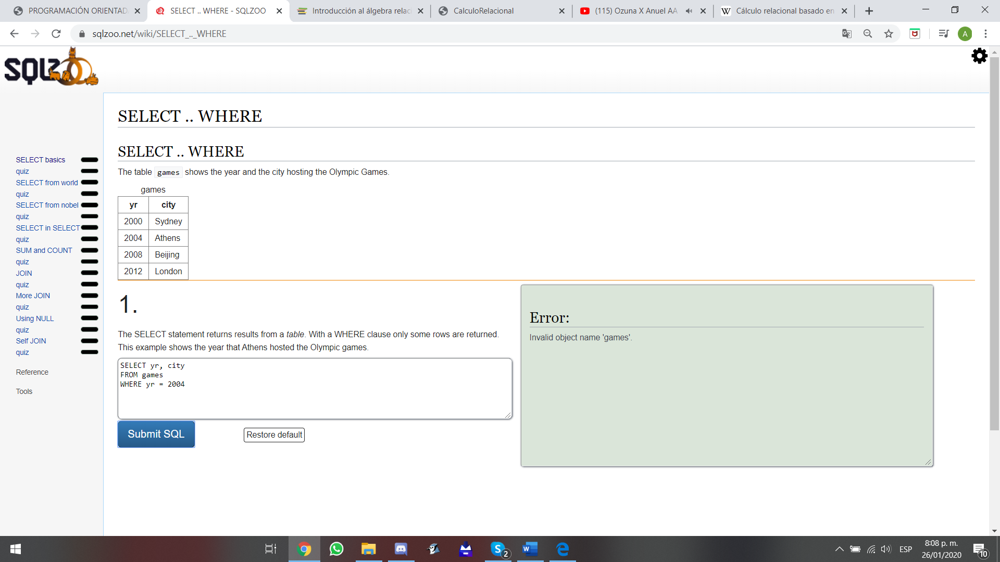 PROGRAMACIÓN ORIENTAD
SELECT .. WHERE - SQLZOO
Introducción al álgebra relaci
CalculoRelacional
(115) Ozuna X Anuel AA
W Cálculo relacional basado en
sqlzoo.net/wiki/SELECT_.._WHERE
A
SQLZOO
SELECT .. WHERE
SELECT .. WHERE
The table games shows the year and the city hosting the Olympic Games.
games
yr city
2000 Sydney
2004 Athens
2008 Beijing
2012 London
SELECT basics
quiz
SELECT from world
quiz
SELECT from nobel
quiz
SELECT in SELECT
quiz
SUM and COUNT
quiz
JOIN
quiz
More JOIN
quiz
Using NULL
quiz
Self JOIN
quiz
Reference
Tools
1.
The SELECT statement returns results from a table. With a WHERE clause only some rows are returned.
This example shows the year that Athens hosted the Olympic games.
SELECT yr, city
FROM games
WHERE yr = 2004
Submit SQL
Restore default
Error:
Invalid object name 'games'.
S 2
W
ESP
8:08 p. m.
26/01/2020
10